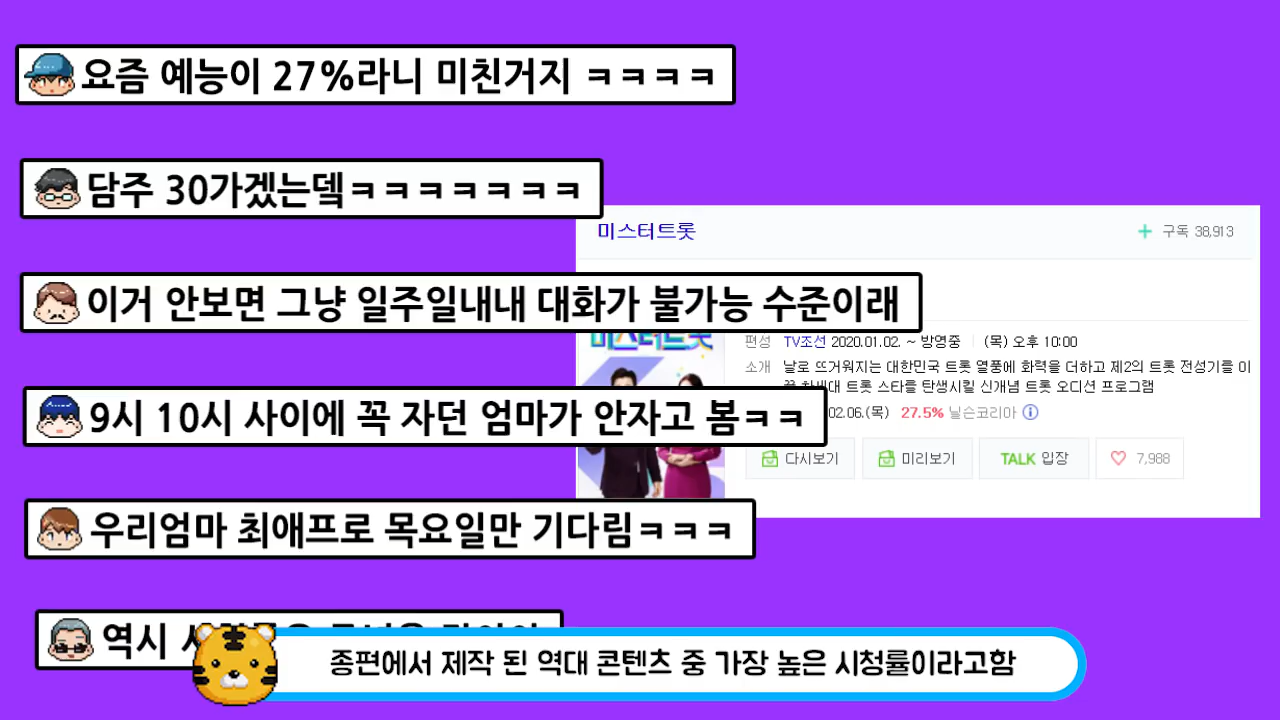 요즘 예능이 27%라니 미친거지 ㅋㅋㅋㅋ
담주 30가겠는뎈ㅋㅋㅋㅋㅋㅋㅋ
미스터트롯
+ 구독 38,913
이거 안보면 그냥 일주일내내 대화가 불가능 수준이래
미스터트롯
편성 TV조선 2020.01.02. ~ 방영중 (목) 오후 10:00
소개 날로 뜨거워지는 대한민국 트롯 열풍에 화력을 더하고 제2의 트롯 전성기를 이
차세대 트롯 스타를 탄생시킬 신개념 트롯 오디션 프로그램
9시 10시 사이에 꼭 자던 엄마가 안자고 봄ㅋㅋ
02.06.(목) 27.5% 닐슨코리아
다시보기 미리보기 TALK 입장 7,988
우리엄마 최애프로 목요일만 기다림ㅋㅋㅋ
역시
종편에서 제작 된 역대 콘텐츠 중 가장 높은 시청률이라고함